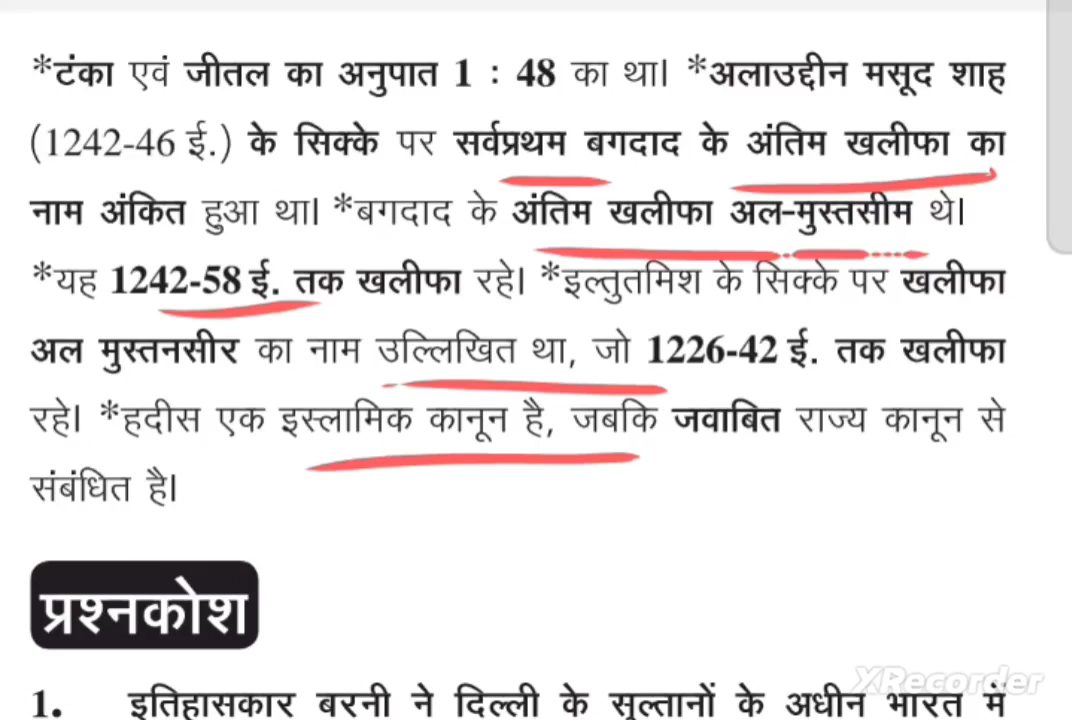 *टंका एवं जीतल का अनुपात 1 : 48 का था। *अलाउद्दीन मसूद शाह
(1242-46 ई.) के सिक्के पर सर्वप्रथम बगदाद के अंतिम खलीफा का
नाम अंकित हुआ था। *बगदाद के अंतिम खलीफा अल-मुस्तसीम थे।
*यह 1242-58 ई. तक खलीफा रहे। *इल्तुतमिश के सिक्के पर खलीफा
अल मुस्तनसीर का नाम उल्लिखित था, जो 1226-42 ई. तक खलीफा
रहे। *हदीस एक इस्लामिक कानून है, जबकि जवाबित राज्य कानून से
संबंधित है।
प्रश्नकोश
1. इतिहासकार बरनी ने दिल्ली के सुल्तानों के अधीन भारत में
XRecorder